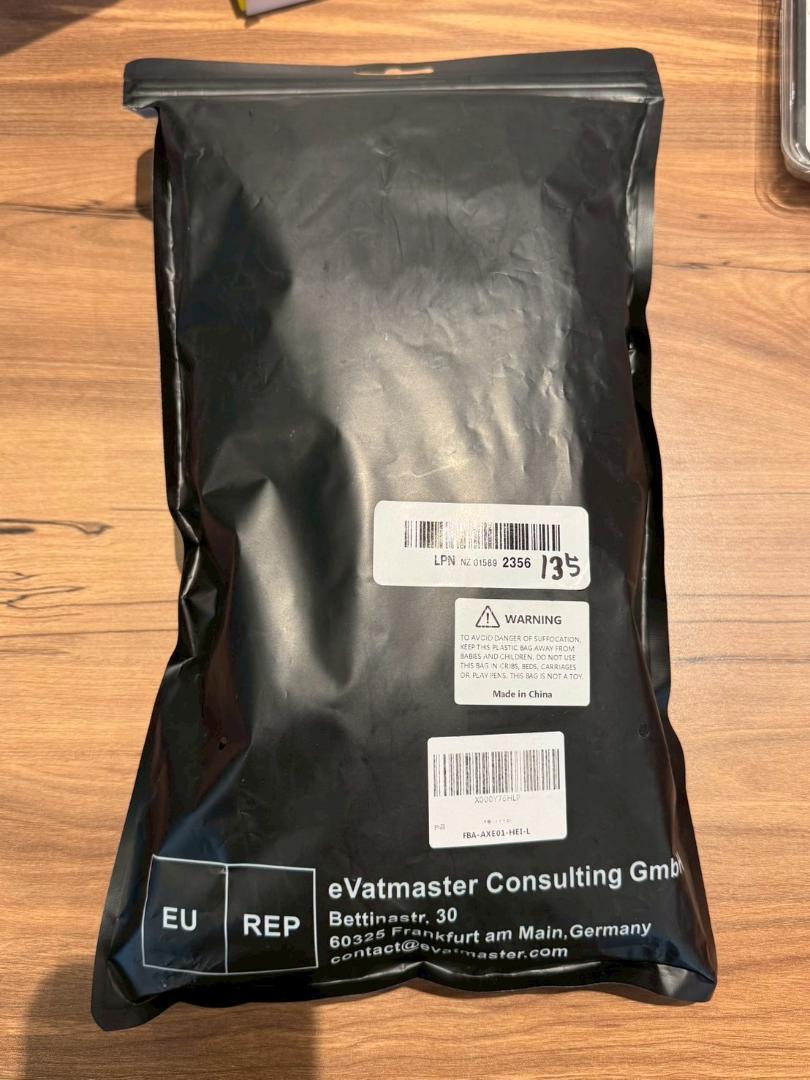 LPN NZ 01589 2356 135
WARNING
TO AVOID DANGER OF SUFFOCATION,
KEEP THIS PLASTIC BAG AWAY FROM
BABIES AND CHILDREN, DO NOT USE
THIS BAG IN CRIBS, BEDS, CARRIAGES
OR PLAY PENS. THIS BAG IS NOT A TOY.
Made in China
X000Y76HLP
FBA-AXE01-HEI-L
EU REP
eVatmaster Consulting Gmb
Bettinastr. 30
60325 Frankfurt am Main,Germany
contact@evatmaster.com